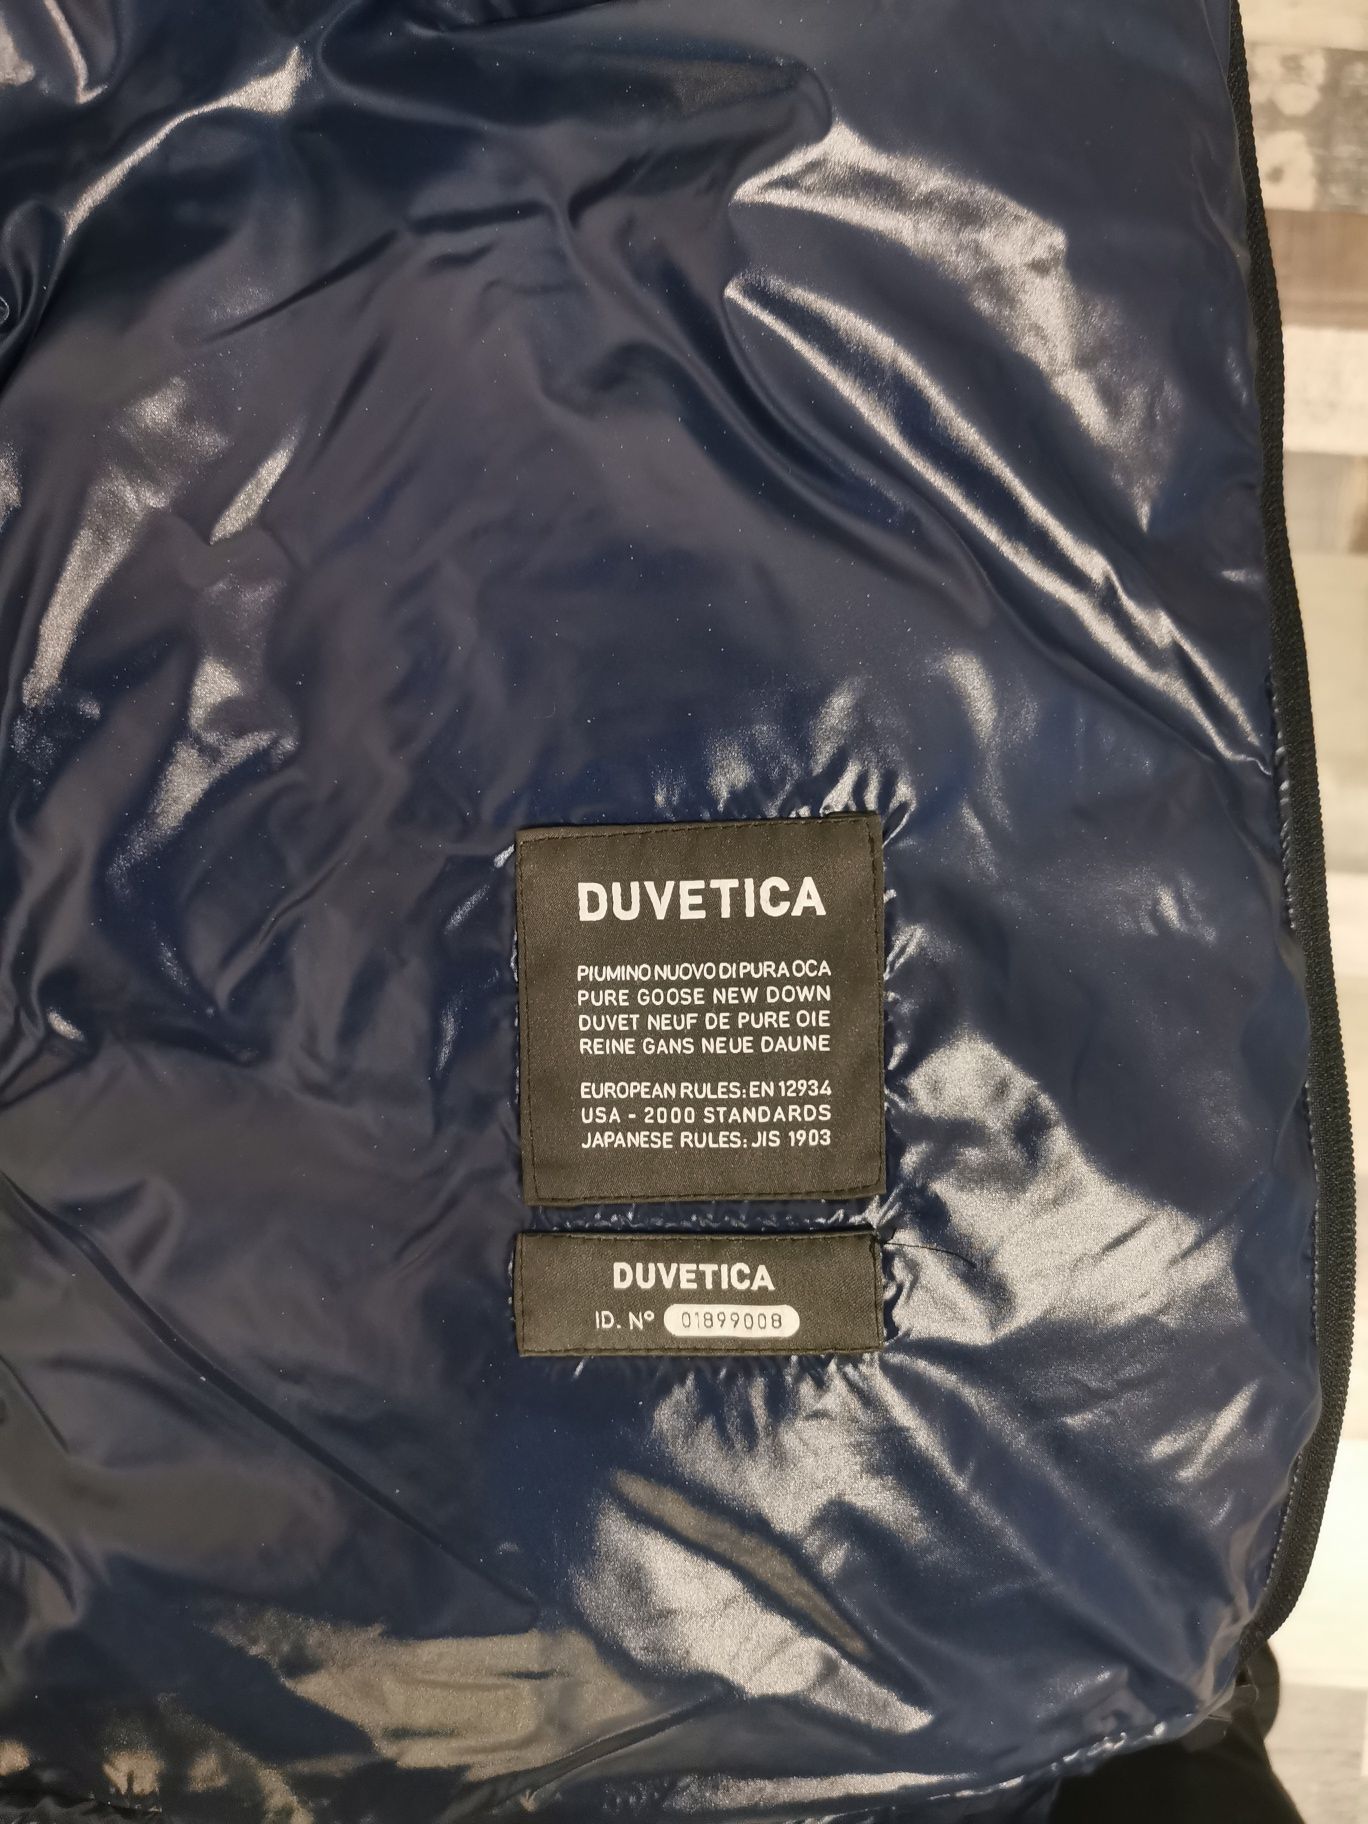 DUVETICA
PIUMINO NUOVO DI PURA OCA
PURE GOOSE NEW DOWN
DUVET NEUF DE PURE OIE
REINE GANS NEUE DAUNE
EUROPEAN RULES: EN 12934
USA - 2000 STANDARDS
JAPANESE RULES: JIS 1903
DUVETICA
ID. Nº 01899008